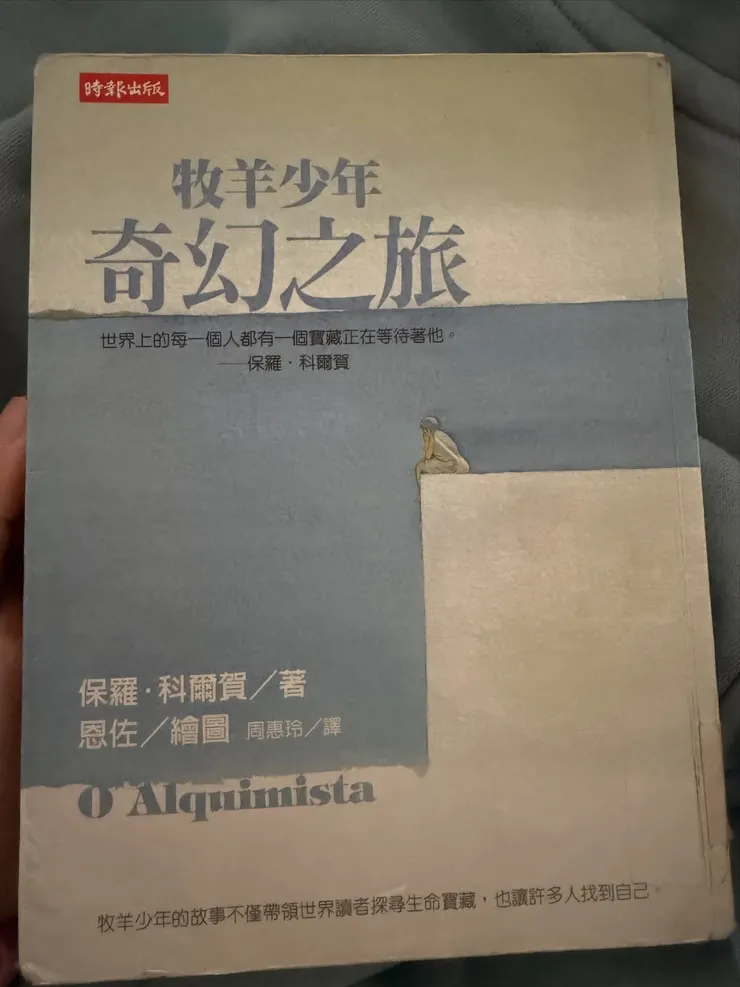 時報出版
牧羊少年
奇幻之旅
世界上的每一個人都有一個寶藏正在等待著他。
──保羅．科爾賀
保羅．科爾賀／著
恩佐／繪圖 周惠玲／譯
O Alquimista
牧羊少年的故事不僅帶領世界讀者探尋生命寶藏，也讓許多人找到自己。